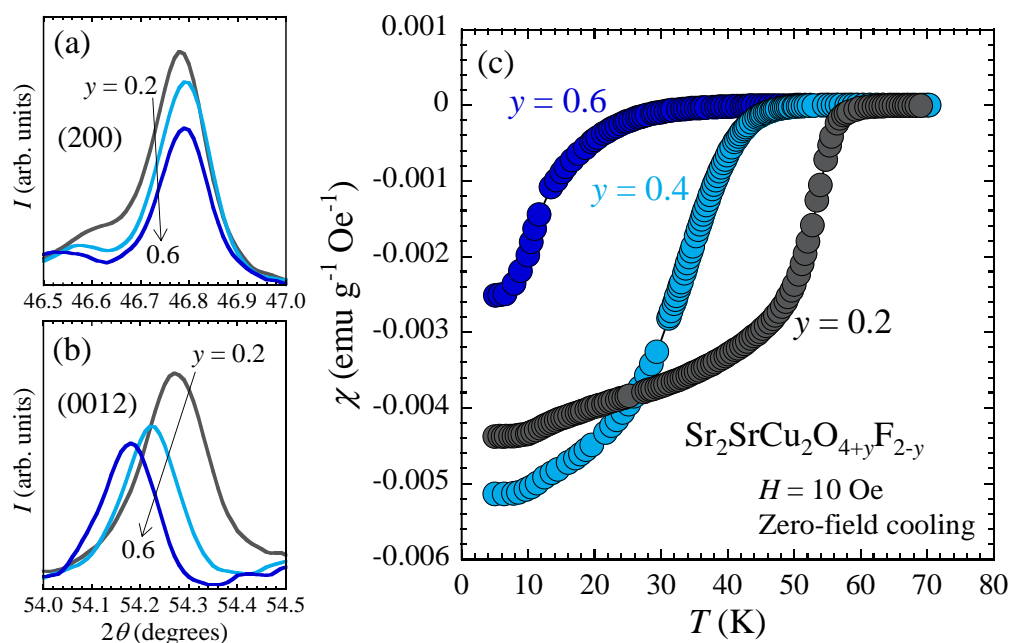 (a)
y = 0.2
(200)
0.6
I (arb. units)
46.5 46.6 46.7 46.8 46.9 47.0
(b)
y = 0.2
(0012)
0.6
I (arb. units)
54.0 54.1 54.2 54.3 54.4 54.5
2θ (degrees)
(c)
0.001
0
-0.001
-0.002
-0.003
-0.004
-0.005
-0.006
χ (emu g⁻¹ Oe⁻¹)
y = 0.6
y = 0.4
y = 0.2
Sr₂SrCu₂O₄₊yF₂₋y
H = 10 Oe
Zero-field cooling
0 10 20 30 40 50 60 70 80
T (K)